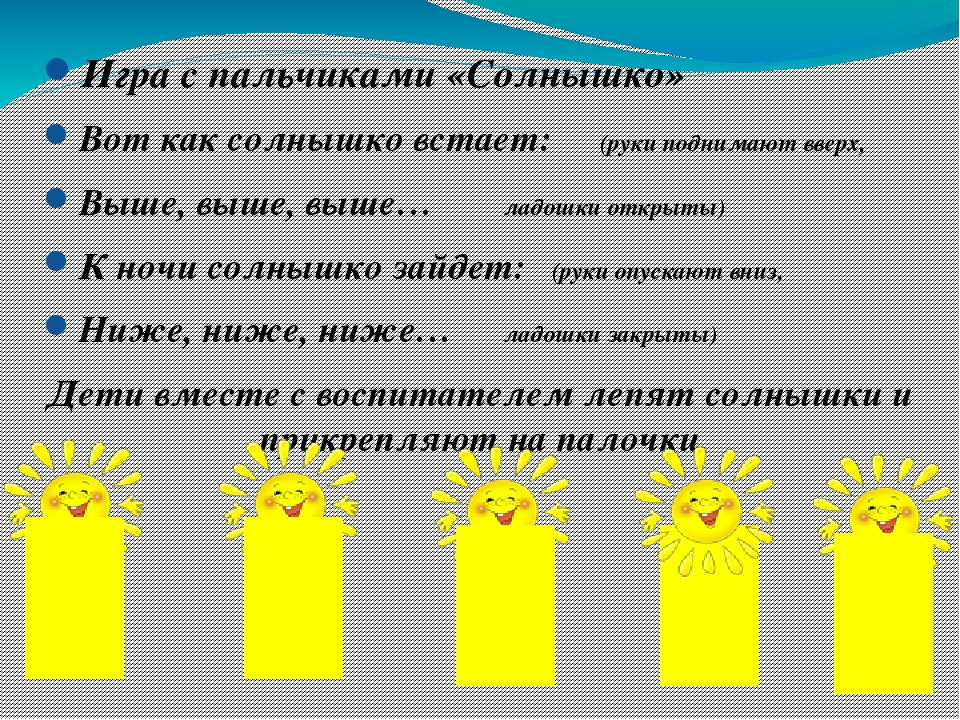 Игра с пальчиками «Солнышко»
Вот как солнышко встает: (руки поднимают вверх,
Выше, выше, выше… ладошки открыты)
К ночи солнышко зайдет: (руки опускают вниз,
Ниже, ниже, ниже… ладошки закрыты)
Дети вместе с воспитателем лепят солнышки и
прикрепляют на палочки